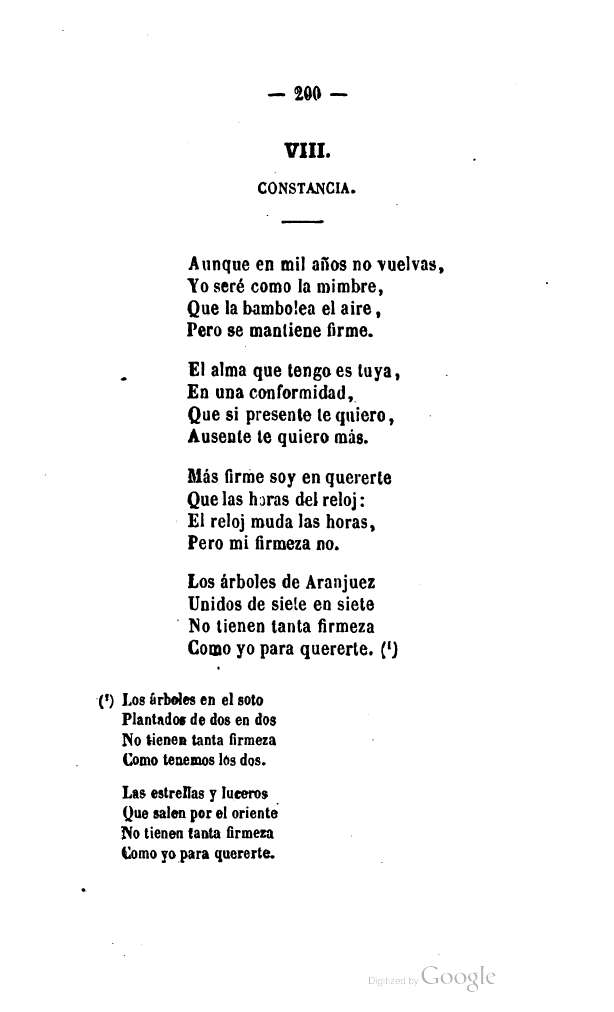 — 200 —
VIII.
CONSTANCIA.
Aunque en mil años no vuelvas,
Yo seré como la mimbre,
Que la bambolea el aire,
Pero se mantiene firme.
El alma que tengo es tuya,
En una conformidad,
Que si presente te quiero,
Ausente te quiero más.
Más firme soy en quererte
Que las horas del reloj:
El reloj muda las horas,
Pero mi firmeza no.
Los árboles de Aranjuez
Unidos de siete en siete
No tienen tanta firmeza
Como yo para quererte. (¹)
(¹) Los árboles en el soto
Plantados de dos en dos
No tienen tanta firmeza
Como tenemos los dos.
Las estrellas y luceros
Que salen por el oriente
No tienen tanta firmeza
Como yo para quererte.
Digitized by Google